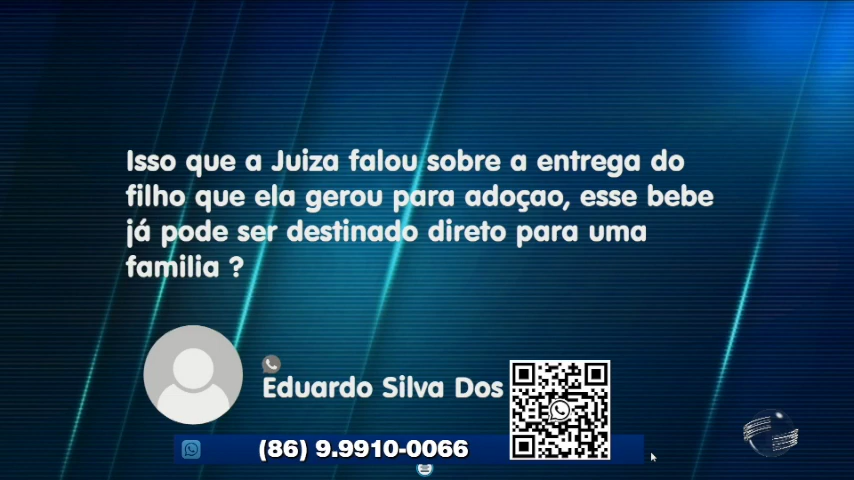 Isso que a Juiza falou sobre a entrega do
filho que ela gerou para adoçao, esse bebe
já pode ser destinado direto para uma
familia ?
Eduardo Silva Dos
(86) 9.9910-0066